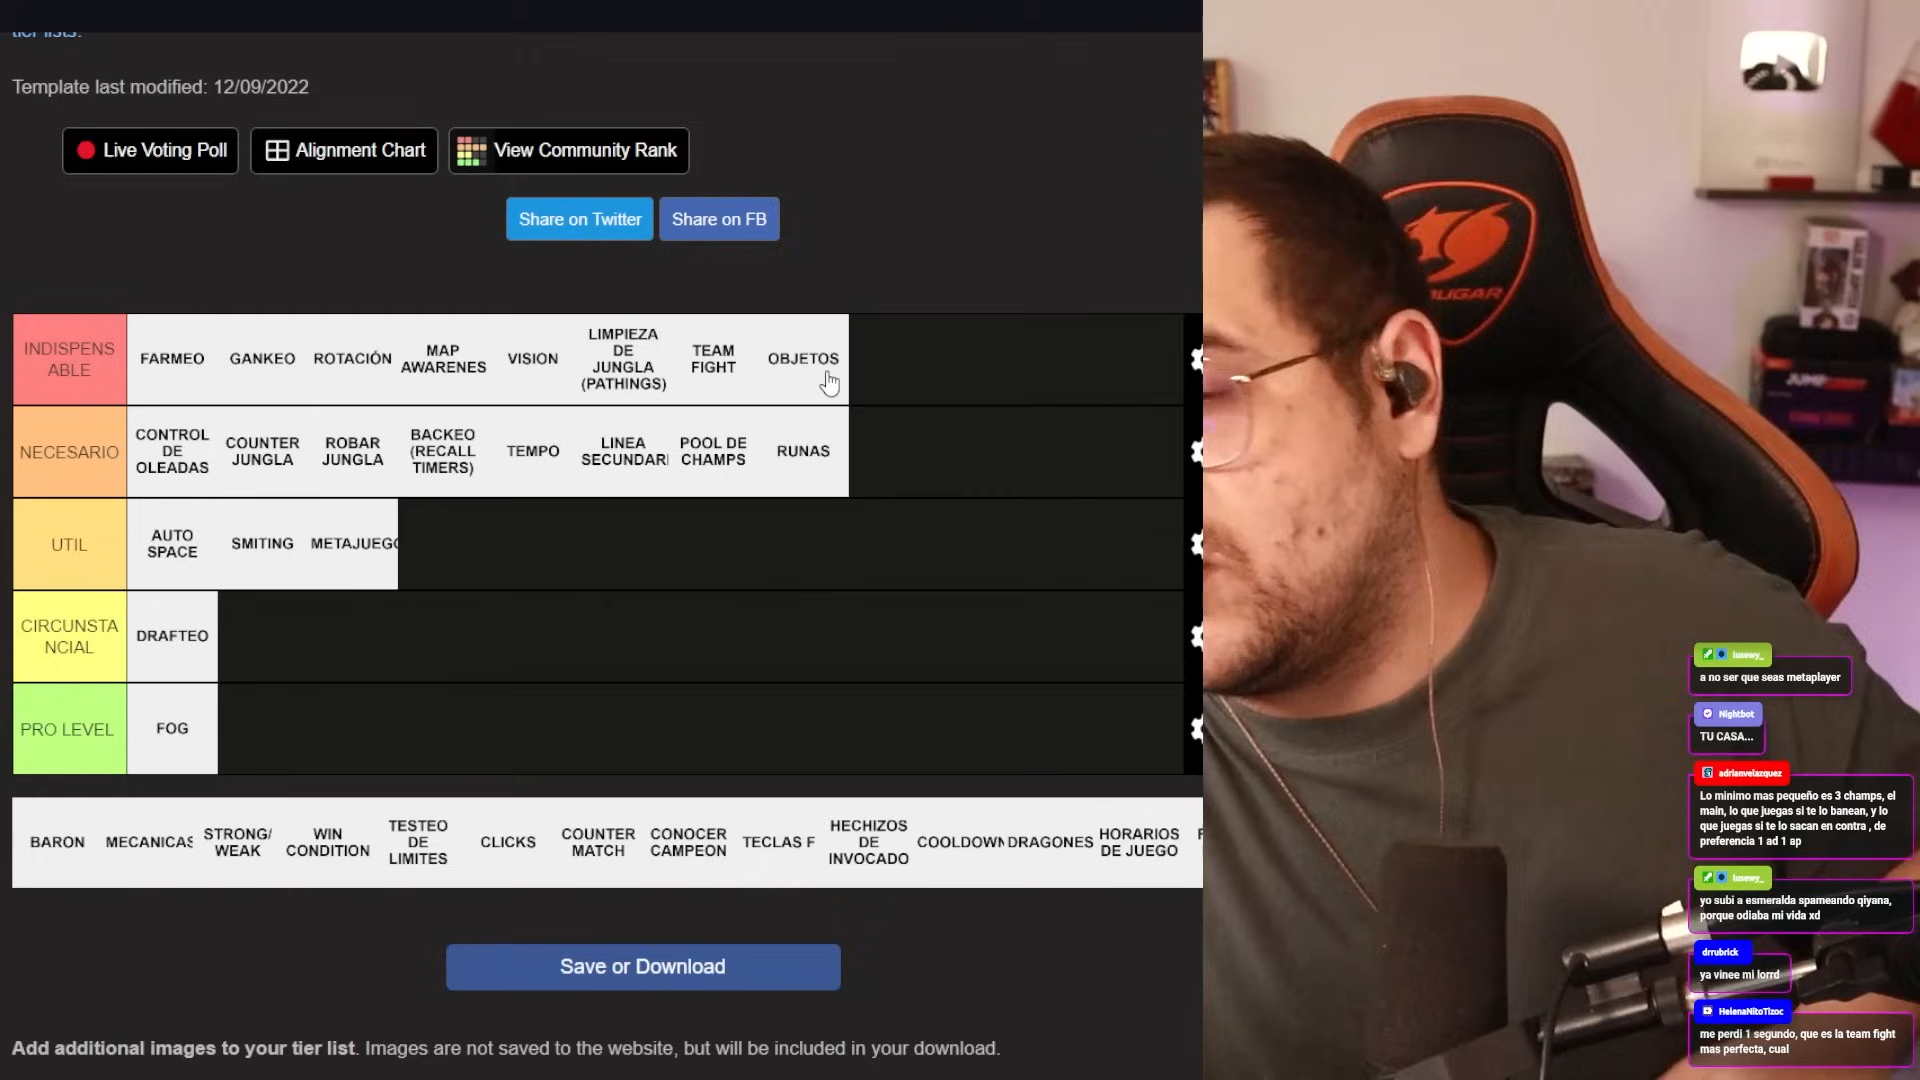 tier lists.
Template last modified: 12/09/2022
Live Voting Poll
Alignment Chart
View Community Rank
Share on Twitter
Share on FB
INDISPENS
ABLE
FARMEO
GANKEO
ROTACIÓN
MAP
AWARENES
VISION
LIMPIEZA
DE
JUNGLA
(PATHINGS)
TEAM
FIGHT
OBJETOS
NECESARIO
CONTROL
DE
OLEADAS
COUNTER
JUNGLA
ROBAR
JUNGLA
BACKEO
(RECALL
TIMERS)
TEMPO
LINEA
SECUNDARI
POOL DE
CHAMPS
RUNAS
UTIL
AUTO
SPACE
SMITING
METAJUEGO
CIRCUNSTA
NCIAL
DRAFTEO
PRO LEVEL
FOG
BARON
MECANICAS
STRONG/
WEAK
WIN
CONDITION
TESTEO
DE
LIMITES
CLICKS
COUNTER
MATCH
CONOCER
CAMPEON
TECLAS F
HECHIZOS
DE
INVOCADO
COOLDOWN
DRAGONES
HORARIOS
DE JUEGO
Save or Download
Add additional images to your tier list. Images are not saved to the website, but will be included in your download.
COUGAR
lusewy_
a no ser que seas metaplayer
Nightbot
TU CASA...
adrianvelazquez
Lo minimo mas pequeño es 3 champs, el
main, lo que juegas si te lo banean, y lo
que juegas si te lo sacan en contra , de
preferencia 1 ad 1 ap
lusewy_
yo subi a esmeralda spameando qiyana,
porque odiaba mi vida xd
drrubrick
ya vinee mi lorrd
HelenaNitoTizoc
me perdi 1 segundo, que es la team fight
mas perfecta, cual